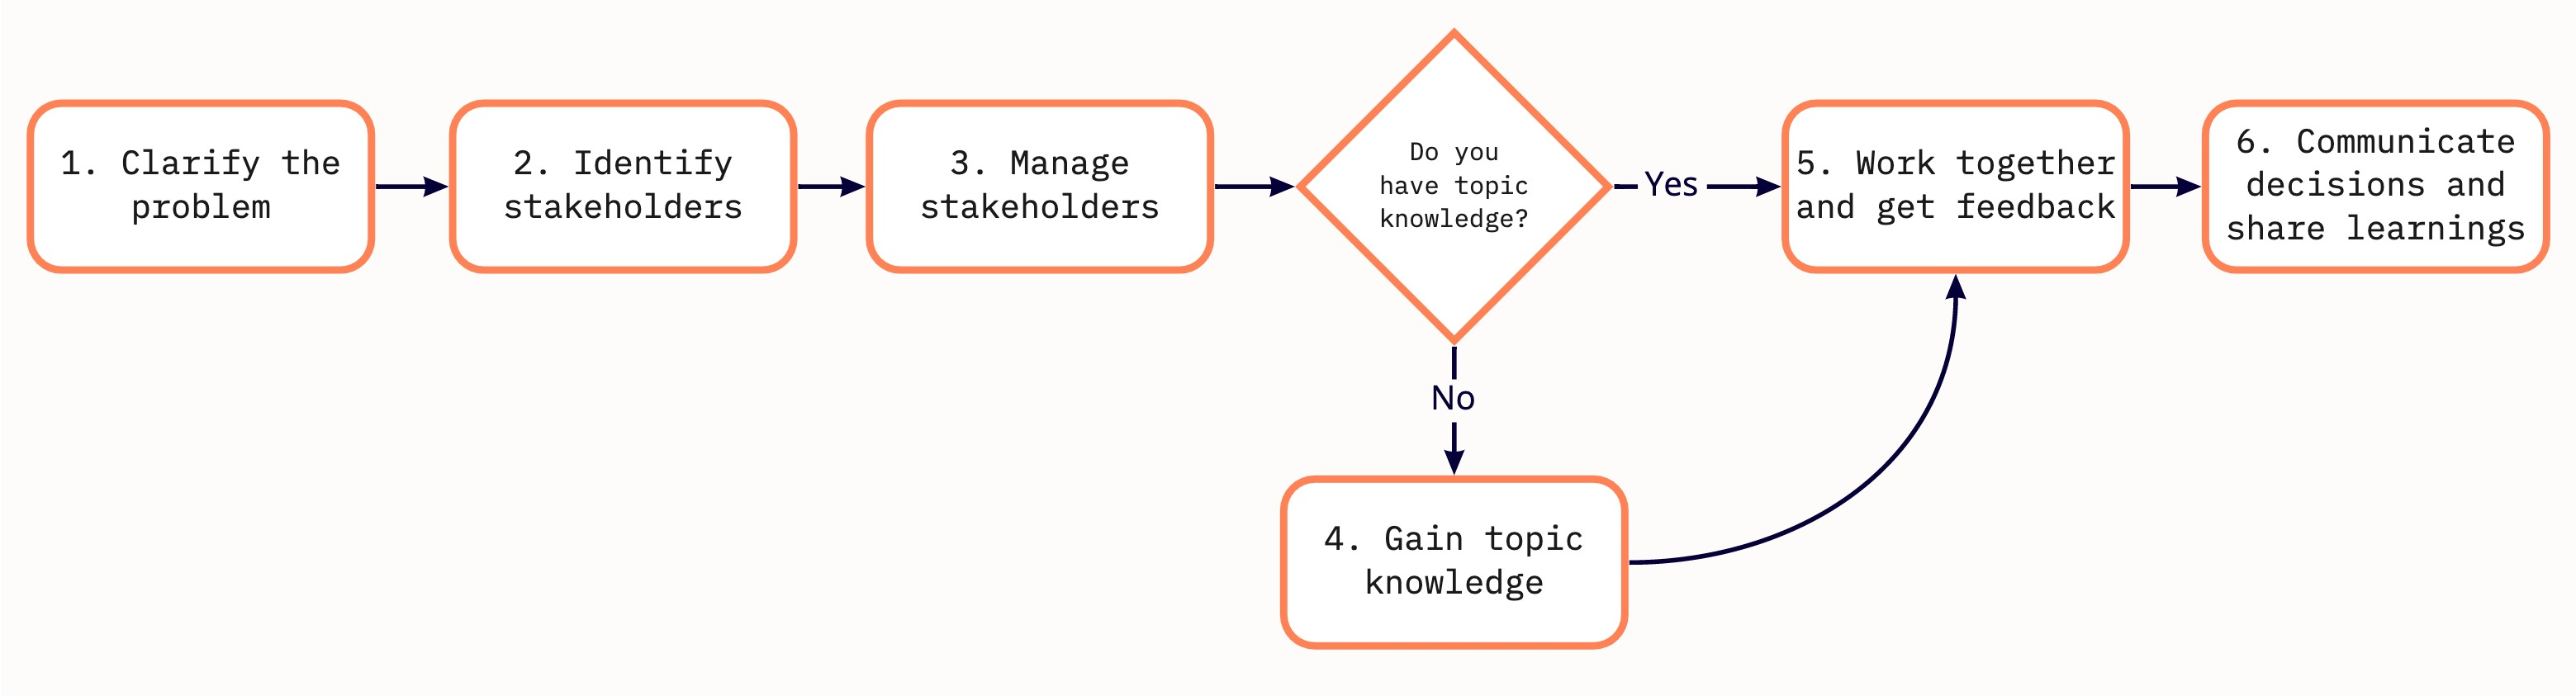 1. Clarify the
problem
2. Identify
stakeholders
3. Manage
stakeholders
Do you
have topic
knowledge?
Yes
5. Work together
and get feedback
6. Communicate
decisions and
share learnings
No
4. Gain topic
knowledge